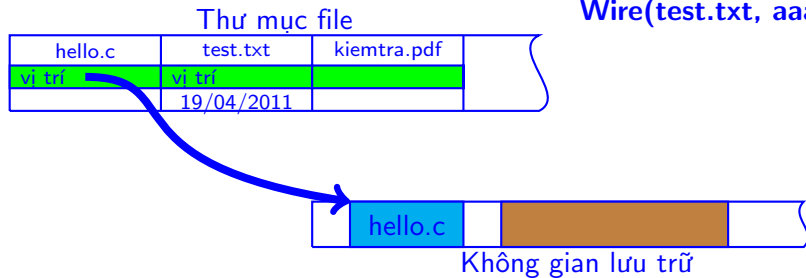 Thư mục file
Wire(test.txt, aaa
hello.c test.txt kiemtra.pdf
vị trí vị trí
19/04/2011
hello.c
Không gian lưu trữ